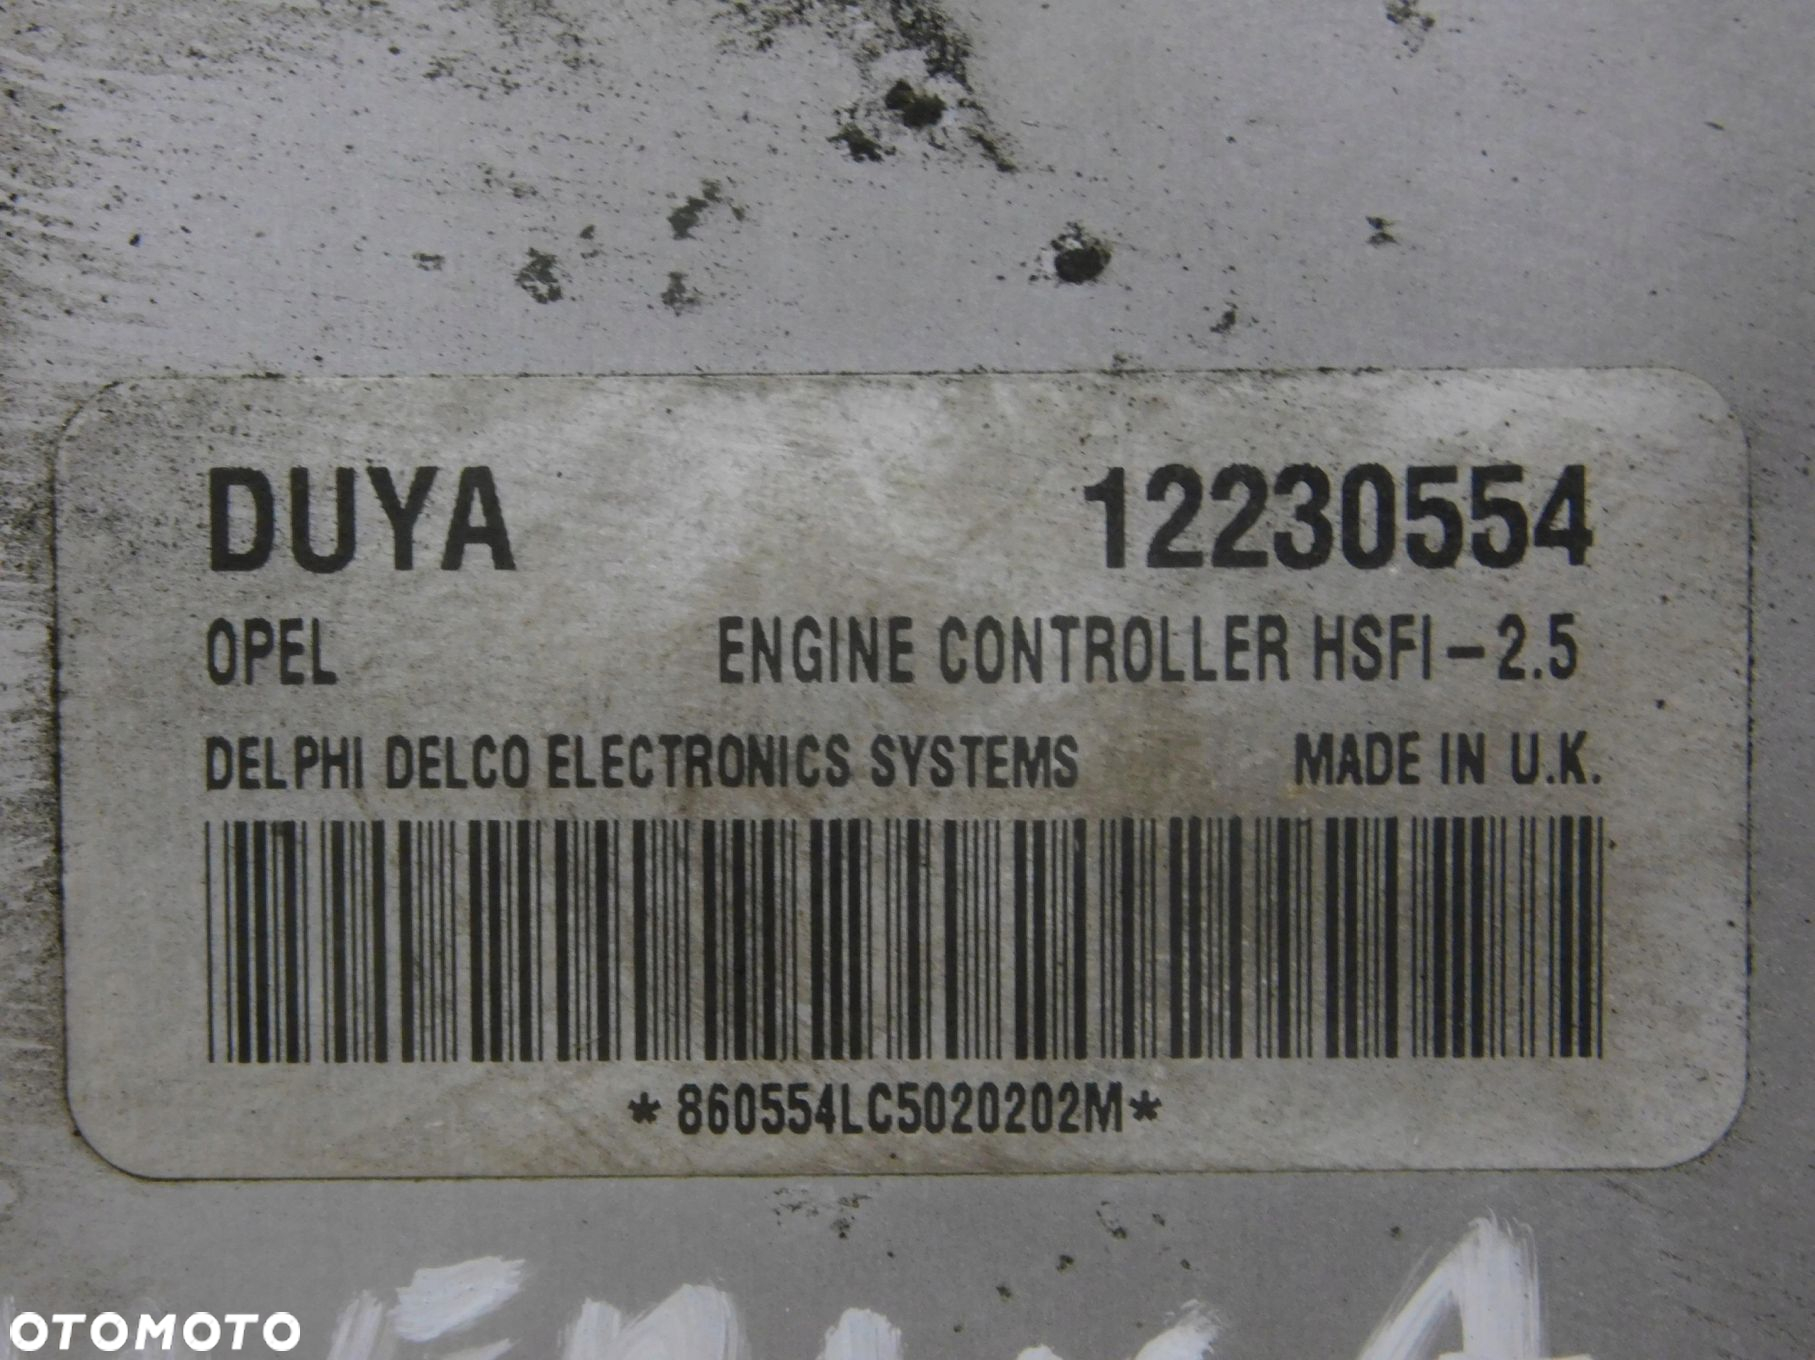 DUYA 12230554
OPEL ENGINE CONTROLLER HSFI-2.5
DELPHI DELCO ELECTRONICS SYSTEMS MADE IN U.K.
*860554LC5020202M*
OTOMOTO